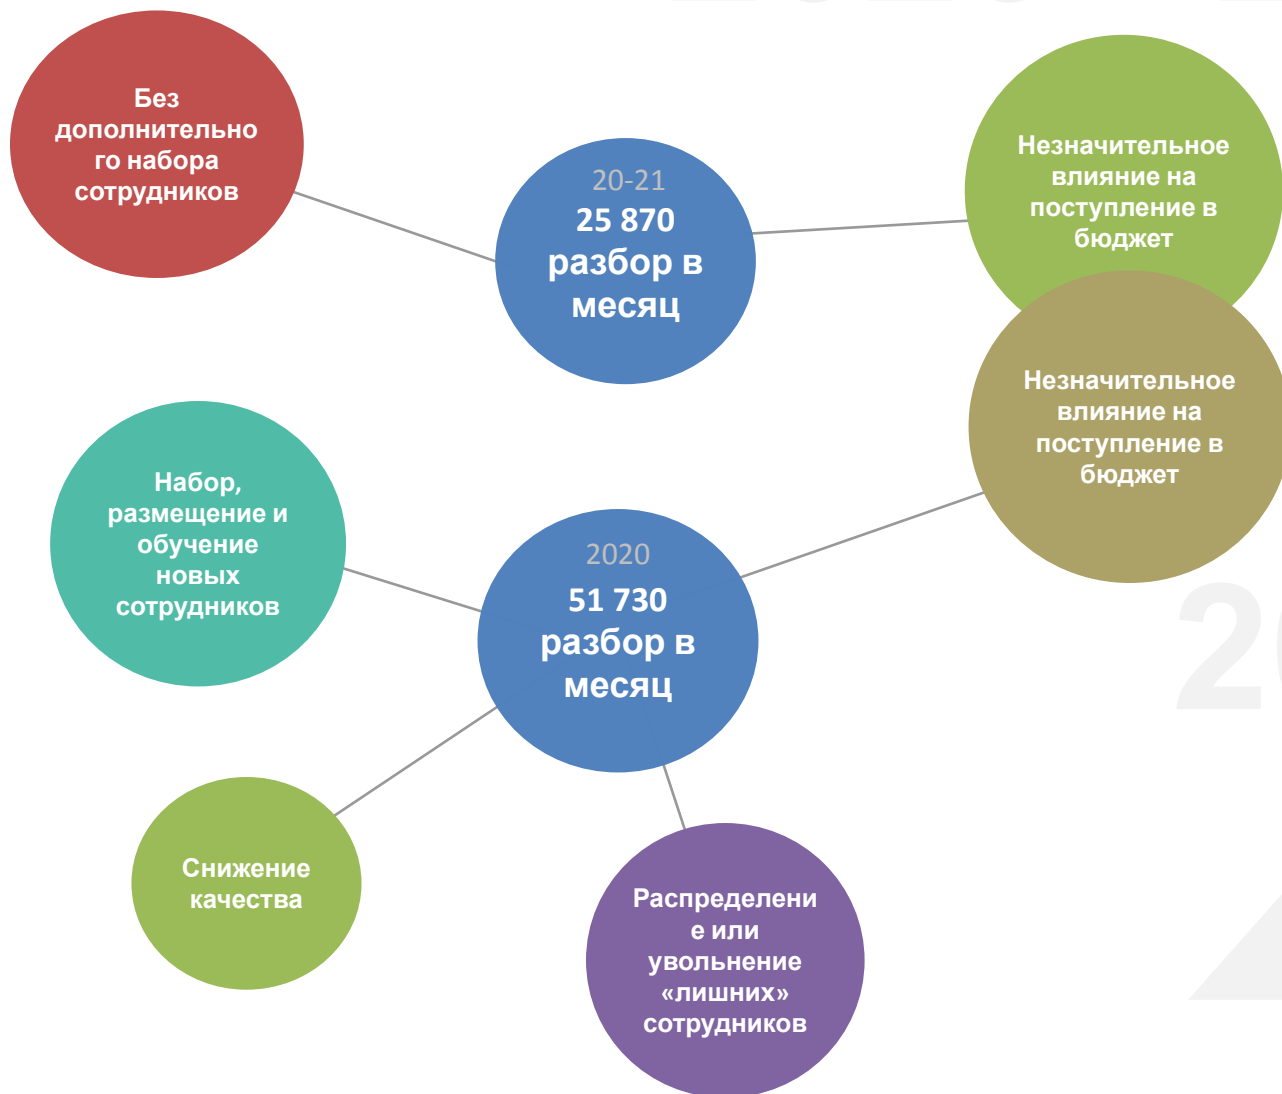 Без
дополнительно
го набора
сотрудников
20-21
25 870
разбор в
месяц
Незначительное
влияние на
поступление в
бюджет
Незначительное
влияние на
поступление в
бюджет
Набор,
размещение и
обучение
новых
сотрудников
2020
51 730
разбор в
месяц
Снижение
качества
Распределени
е или
увольнение
«лишних»
сотрудников